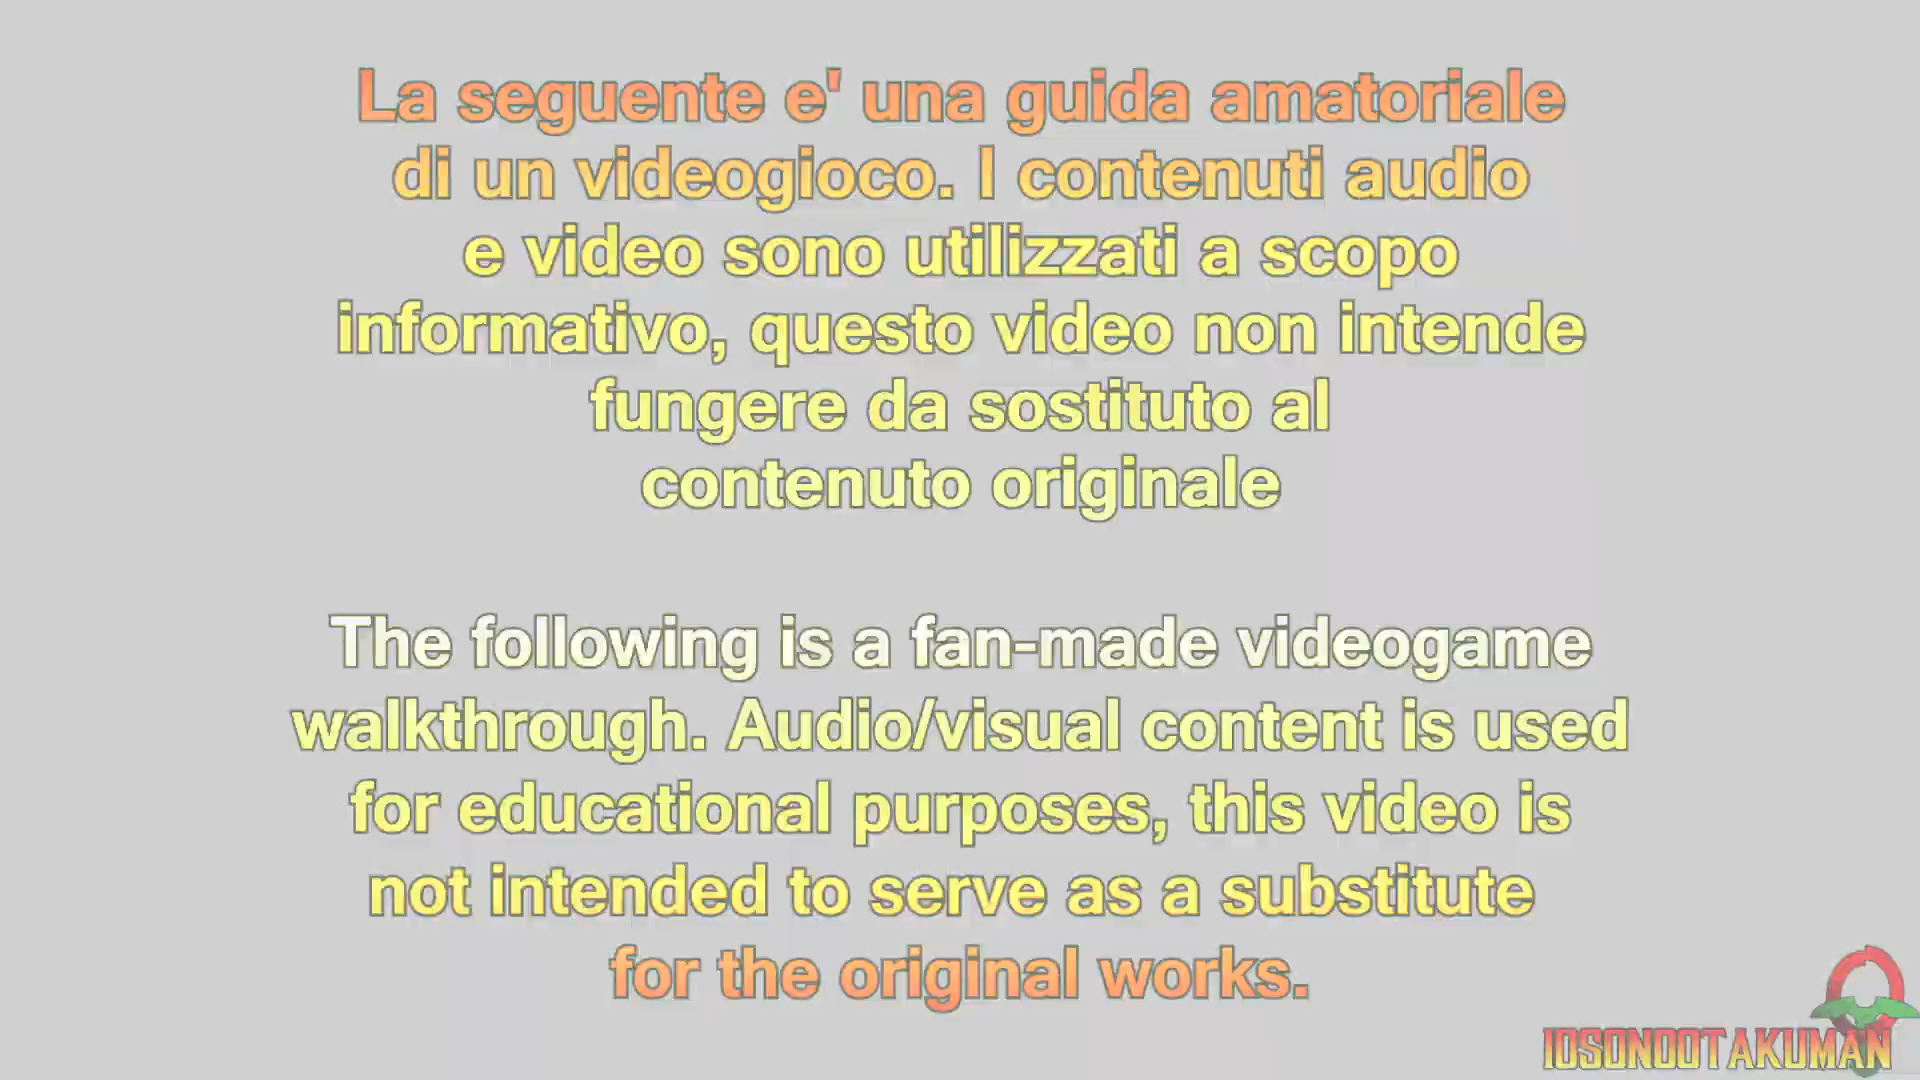 La seguente e' una guida amatoriale
di un videogioco. I contenuti audio
e video sono utilizzati a scopo
informativo, questo video non intende
fungere da sostituto al
contenuto originale
The following is a fan-made videogame
walkthrough. Audio/visual content is used
for educational purposes, this video is
not intended to serve as a substitute
for the original works.
IOSONOOTAKUMAN